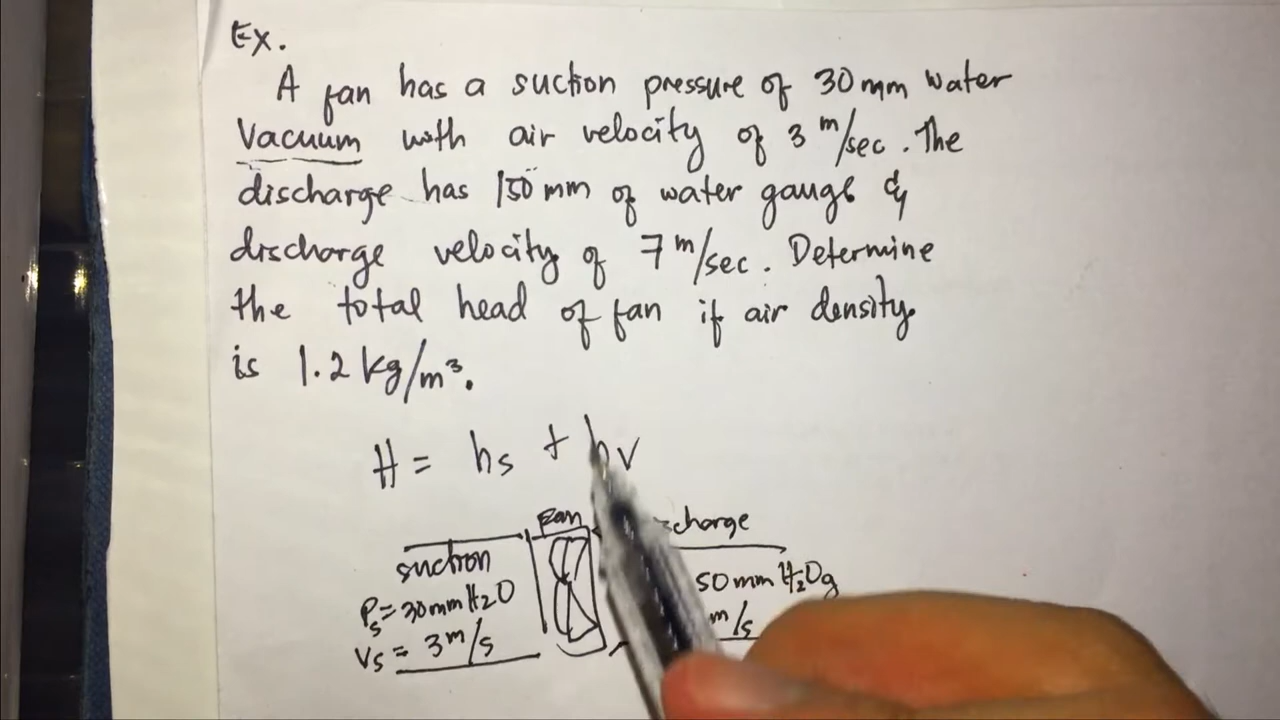 Ex.
A fan has a suction pressure of 30 mm water
vacuum with air velocity of 3 m/sec. The
discharge has 150 mm of water gauge &
discharge velocity of 7 m/sec. Determine
the total head of fan if air density
is 1.2 kg/m³.
H = hs + hv
Fan
suction
charge
Ps = 30 mm H2O
50 mm H2Og
Vs = 3 m/s
m/s